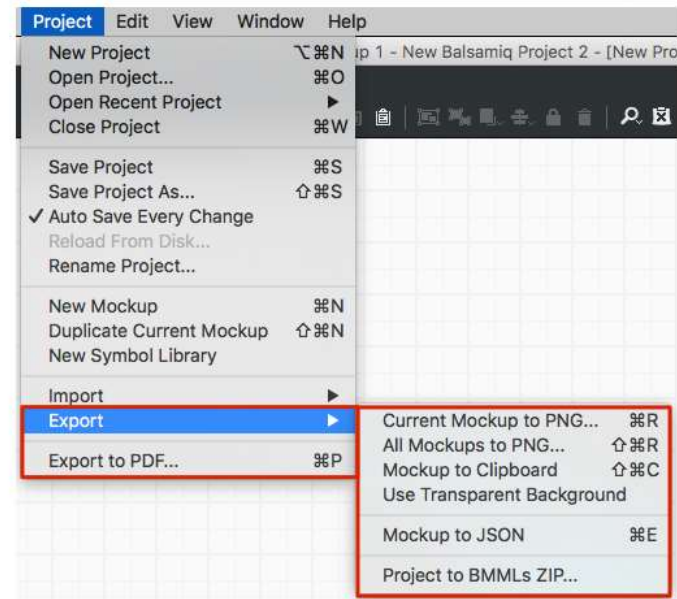 Project Edit View Window Help
up 1 - New Balsamiq Project 2 - [New Pro
New Project ⌥⌘N
Open Project... ⌘O
Open Recent Project ▶
Close Project ⌘W
Save Project ⌘S
Save Project As... ⇧⌘S
✓ Auto Save Every Change
Reload From Disk...
Rename Project...
New Mockup ⌘N
Duplicate Current Mockup ⇧⌘N
New Symbol Library
Import ▶
Export ▶
Export to PDF... ⌘P
Current Mockup to PNG... ⌘R
All Mockups to PNG... ⇧⌘R
Mockup to Clipboard ⇧⌘C
Use Transparent Background
Mockup to JSON ⌘E
Project to BMMLs ZIP...